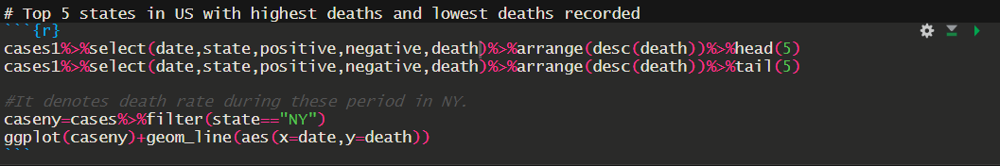 # Top 5 states in US with highest deaths and lowest deaths recorded
```{r}
cases1%>%select(date,state,positive,negative,death)%>%arrange(desc(death))%>%head(5)
cases1%>%select(date,state,positive,negative,death)%>%arrange(desc(death))%>%tail(5)
#It denotes death rate during these period in NY.
caseny=cases%>%filter(state=="NY")
ggplot(caseny)+geom_line(aes(x=date,y=death))
```